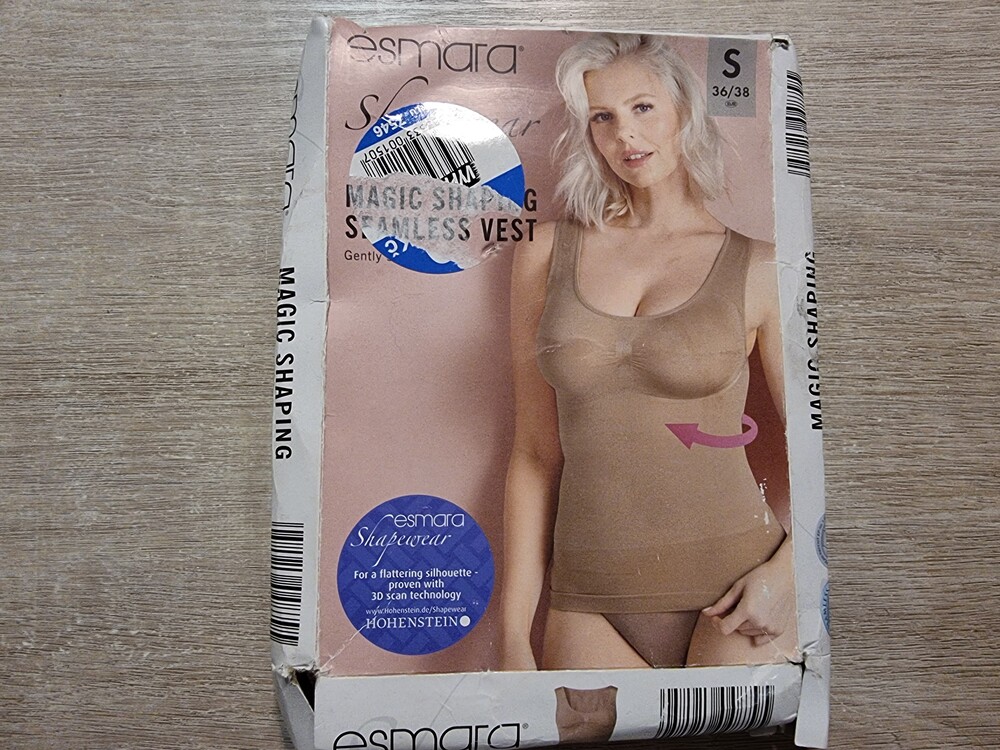 esmara®
S
36/38
MAGIC SHAPING
SEAMLESS VEST
Gently
esmara
Shapewear
For a flattering silhouette -
proven with
3D scan technology
www.Hohenstein.de/Shapewear
HOHENSTEIN
MAGIC SHAPING
MAGIC SHAPING
esmara®